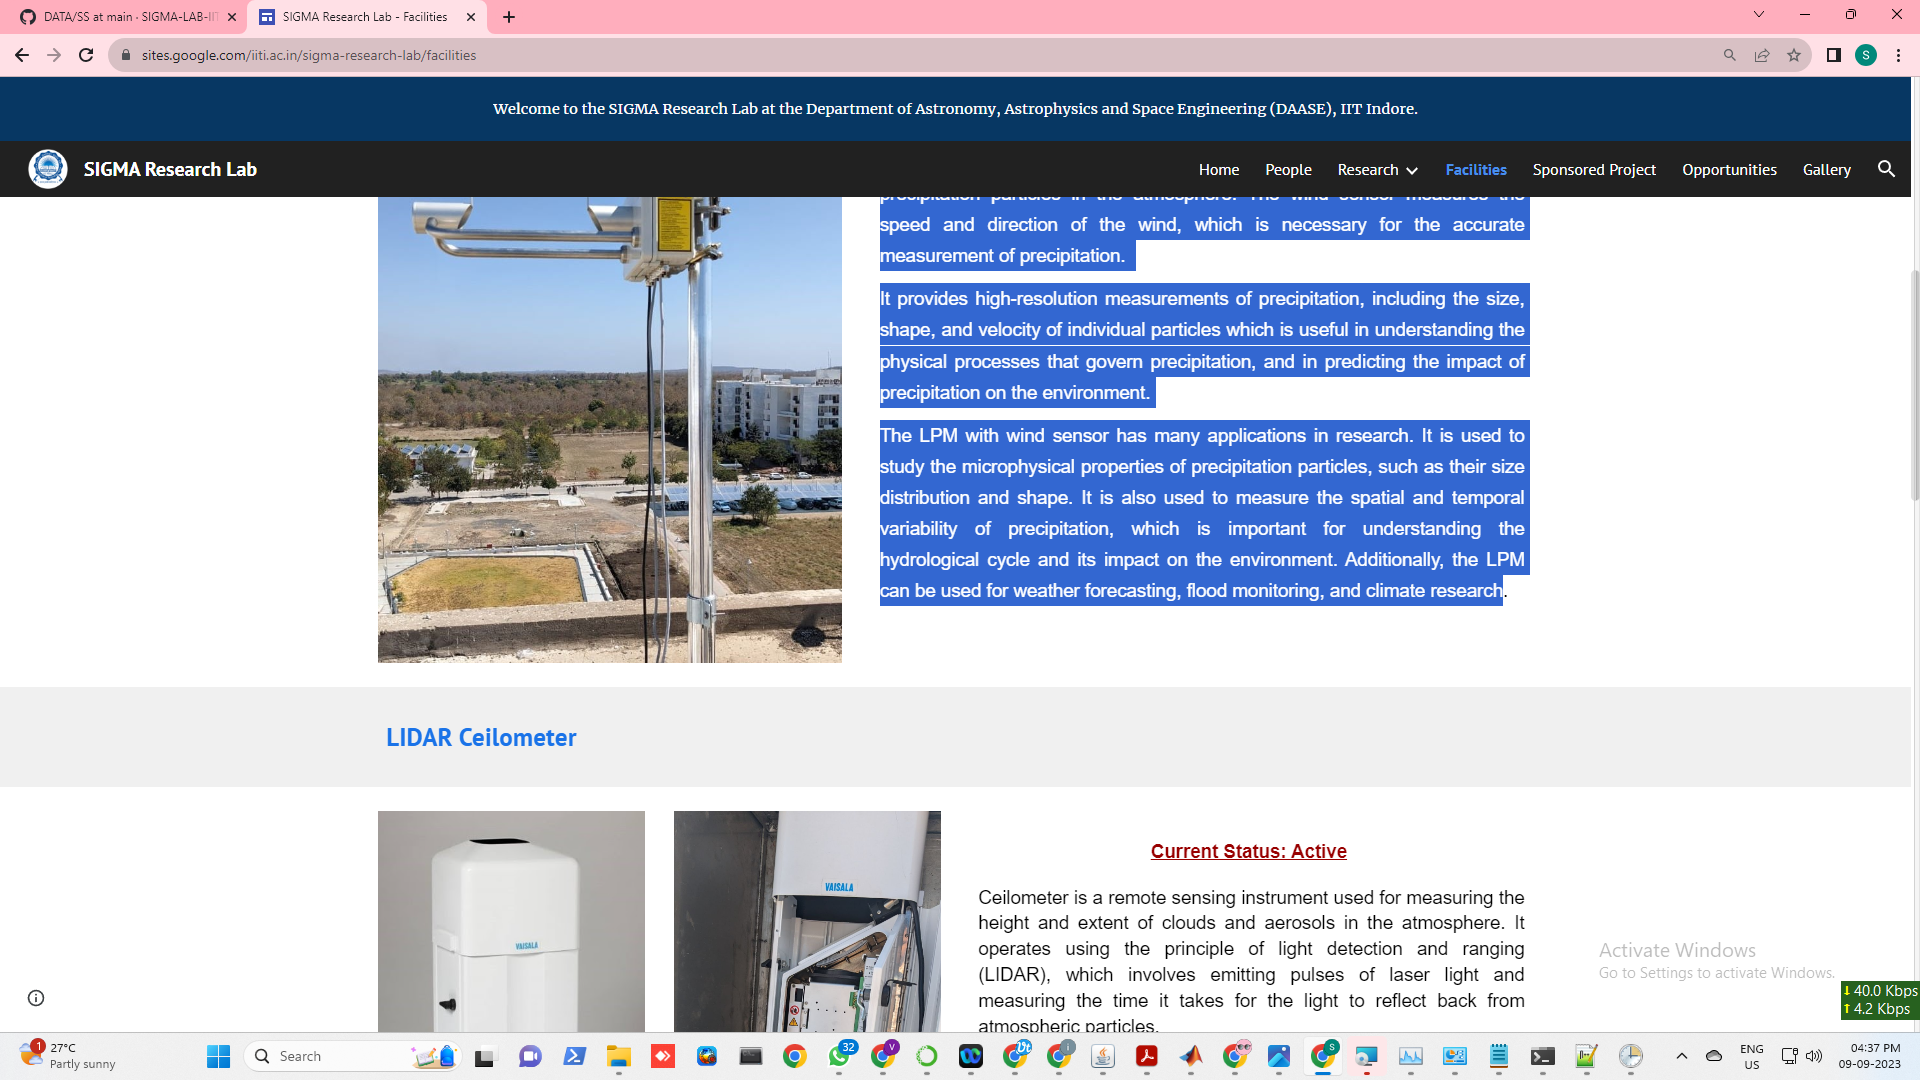 DATA/SS at main · SIGMA-LAB-IIT
SIGMA Research Lab - Facilities
sites.google.com/iiti.ac.in/sigma-research-lab/facilities
S
Welcome to the SIGMA Research Lab at the Department of Astronomy, Astrophysics and Space Engineering (DAASE), IIT Indore.
SIGMA Research Lab
Home People Research Facilities Sponsored Project Opportunities Gallery
precipitation particles in the atmosphere. The wind sensor measures the
speed and direction of the wind, which is necessary for the accurate
measurement of precipitation.
It provides high-resolution measurements of precipitation, including the size,
shape, and velocity of individual particles which is useful in understanding the
physical processes that govern precipitation, and in predicting the impact of
precipitation on the environment.
The LPM with wind sensor has many applications in research. It is used to
study the microphysical properties of precipitation particles, such as their size
distribution and shape. It is also used to measure the spatial and temporal
variability of precipitation, which is important for understanding the
hydrological cycle and its impact on the environment. Additionally, the LPM
can be used for weather forecasting, flood monitoring, and climate research.
LIDAR Ceilometer
VAISALA
VAISALA
Current Status: Active
Ceilometer is a remote sensing instrument used for measuring the
height and extent of clouds and aerosols in the atmosphere. It
operates using the principle of light detection and ranging
(LIDAR), which involves emitting pulses of laser light and
measuring the time it takes for the light to reflect back from
atmospheric particles.
Activate Windows
Go to Settings to activate Windows.
40.0 Kbps
4.2 Kbps
1
27°C
Partly sunny
Search
32
V
S
ENG
US
04:37 PM
09-09-2023